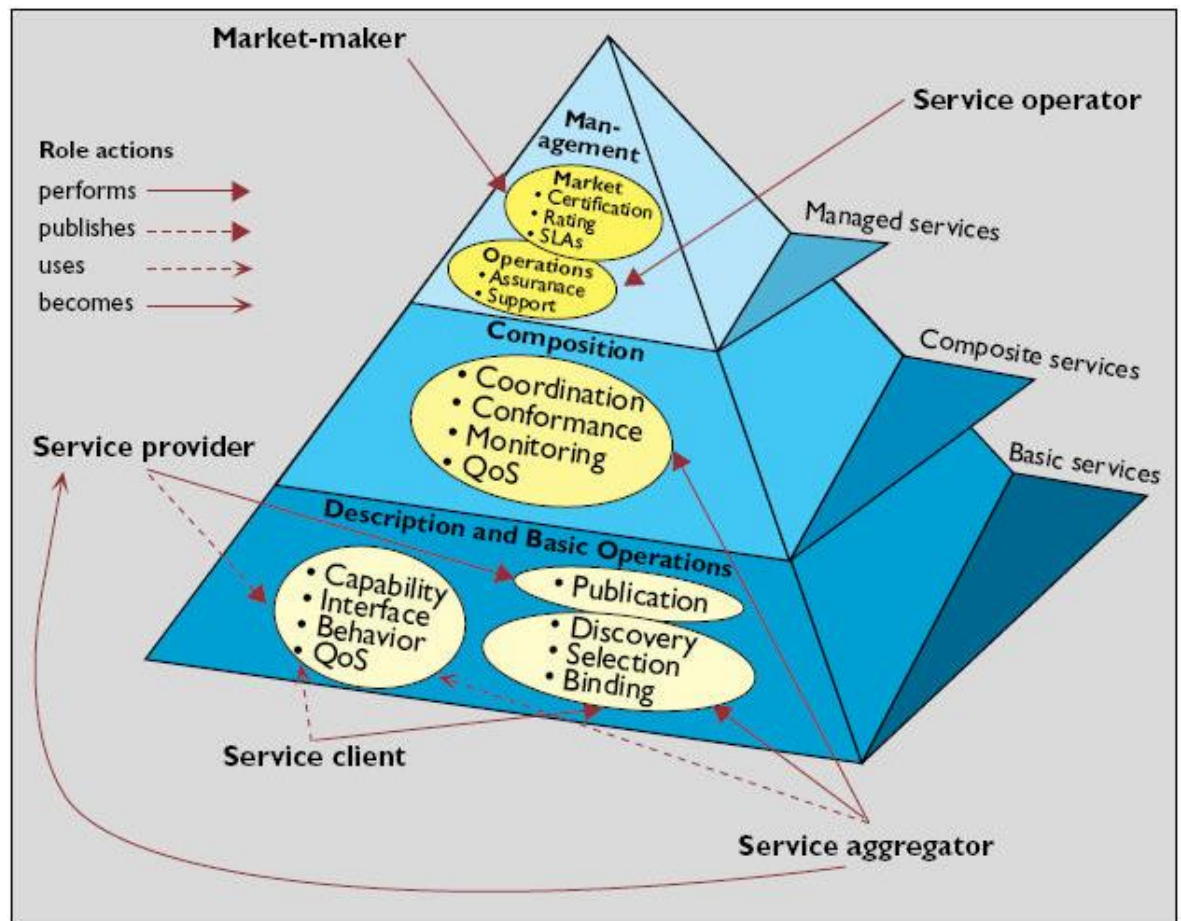 Market-maker
Service operator
Role actions
performs
publishes
uses
becomes
Man-
agement
Market
• Certification
• Rating
• SLAs
Operations
• Assuranace
• Support
Managed services
Composition
• Coordination
• Conformance
• Monitoring
• QoS
Composite services
Service provider
Basic services
Description and Basic Operations
• Capability
• Interface
• Behavior
• QoS
• Publication
• Discovery
• Selection
• Binding
Service client
Service aggregator